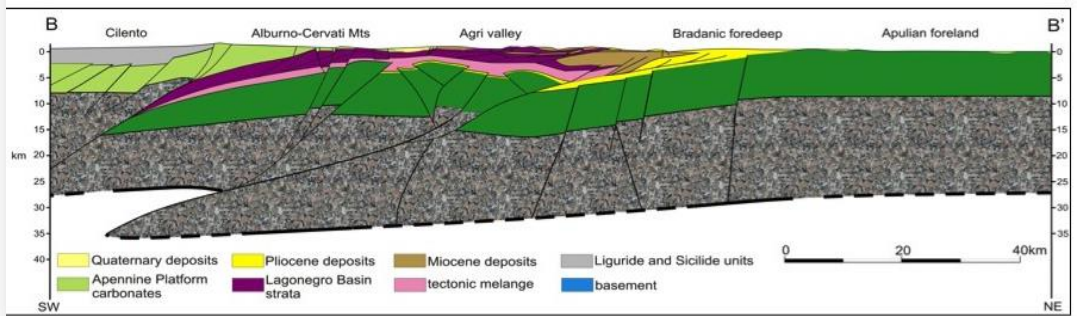 B B'
Cilento Alburno-Cervati Mts Agri valley Bradanic foredeep Apulian foreland
0 0
5 5
10 10
15 15
km 20 20
25 25
30 30
35 35
40
Quaternary deposits Pliocene deposits Miocene deposits Liguride and Sicilide units
0 20 40km
Apennine Platform
carbonates
Lagonegro Basin
strata
tectonic melange basement
SW NE